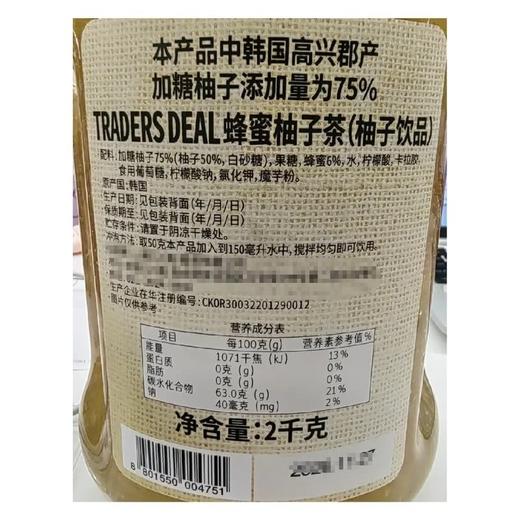 本产品中韩国高兴郡产
加糖柚子添加量为75%
TRADERS DEAL 蜂蜜柚子茶(柚子饮品)
配料: 加糖柚子75%(柚子50%, 白砂糖), 果糖, 蜂蜜6%, 水, 柠檬酸, 卡拉胶,
食用葡萄糖, 柠檬酸钠, 氯化钾, 魔芋粉。
原产国: 韩国
生产日期: 见包装背面(年/月/日)
保质期至: 见包装背面(年/月/日)
贮存条件: 请置于阴凉干燥处。
冲沟方法: 取50克本产品加入到150毫升水中, 搅拌均匀即可饮用。
生产企业在华注册编号: CKOR30032201290012
·图片仅供参考·
营养成分表
项目 每100克(g) 营养素参考值%
能量 1071千焦(kJ) 13%
蛋白质 0克(g) 0%
脂肪 0克(g) 0%
碳水化合物 63.0克(g) 21%
钠 40毫克(mg) 2%
净含量:2千克
8 801550 004751